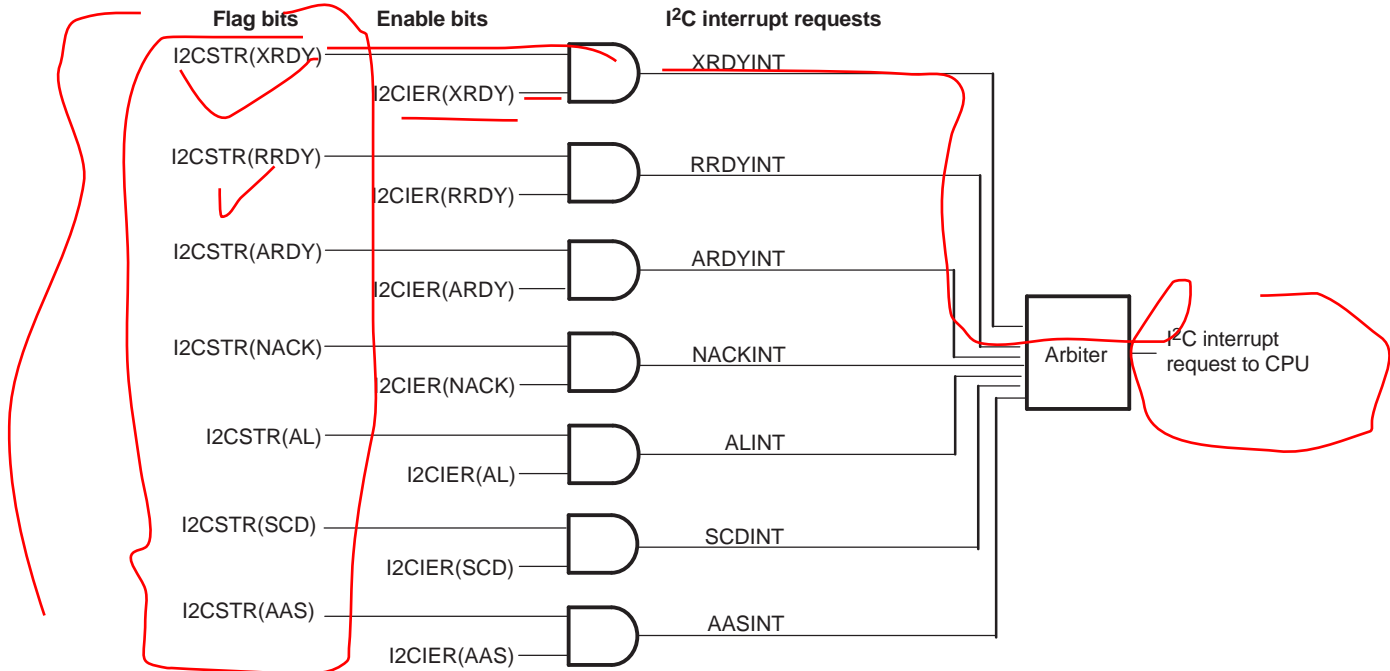 Flag bits Enable bits I²C interrupt requests
I2CSTR(XRDY) XRDYINT
I2CIER(XRDY)
I2CSTR(RRDY) RRDYINT
I2CIER(RRDY)
I2CSTR(ARDY) ARDYINT
I2CIER(ARDY)
I2CSTR(NACK) NACKINT
I2CIER(NACK)
Arbiter
I²C interrupt
request to CPU
I2CSTR(AL) ALINT
I2CIER(AL)
I2CSTR(SCD) SCDINT
I2CIER(SCD)
I2CSTR(AAS) AASINT
I2CIER(AAS)